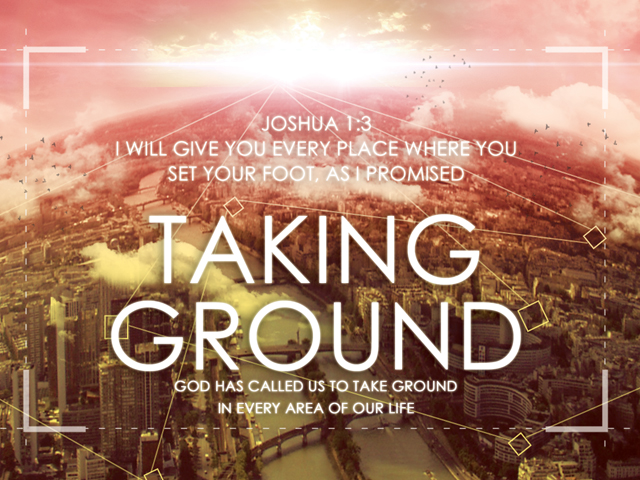 JOSHUA 1:3
I WILL GIVE YOU EVERY PLACE WHERE YOU
SET YOUR FOOT, AS I PROMISED
TAKING
GROUND
GOD HAS CALLED US TO TAKE GROUND
IN EVERY AREA OF OUR LIFE